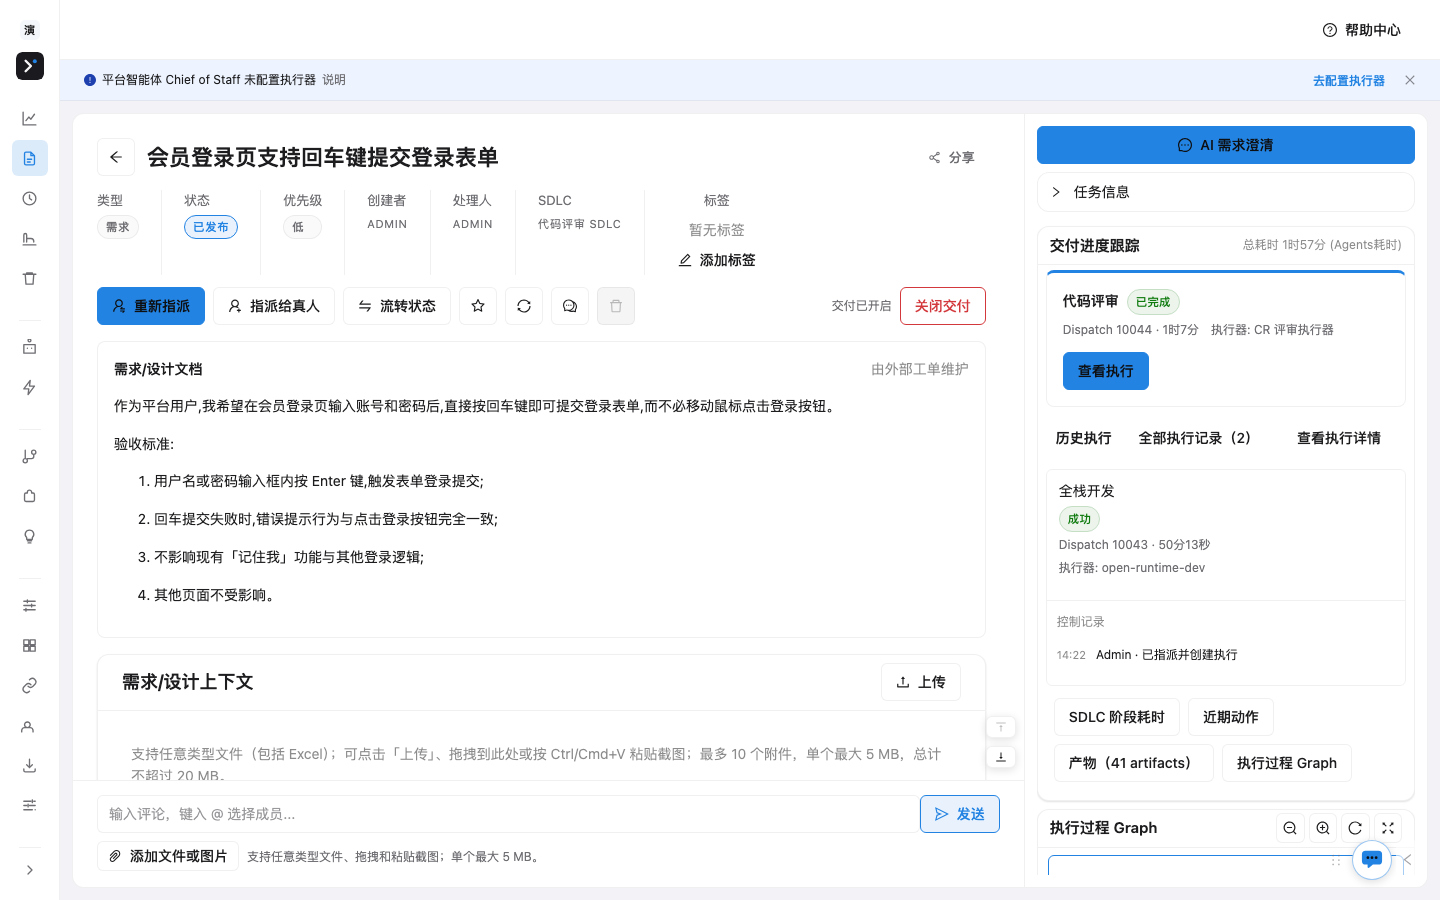 演
帮助中心
平台智能体 Chief of Staff 未配置执行器 说明
去配置执行器
会员登录页支持回车键提交登录表单
分享
类型
需求
状态
已发布
优先级
低
创建者
ADMIN
处理人
ADMIN
SDLC
代码评审 SDLC
标签
暂无标签
添加标签
重新指派
指派给真人
流转状态
交付已开启
关闭交付
需求/设计文档
由外部工单维护
作为平台用户,我希望在会员登录页输入账号和密码后,直接按回车键即可提交登录表单,而不必移动鼠标点击登录按钮。
验收标准:
1. 用户名或密码输入框内按 Enter 键,触发表单登录提交;
2. 回车提交失败时,错误提示行为与点击登录按钮完全一致;
3. 不影响现有「记住我」功能与其他登录逻辑;
4. 其他页面不受影响。
需求/设计上下文
上传
支持任意类型文件（包括 Excel）；可点击「上传」、拖拽到此处或按 Ctrl/Cmd+V 粘贴截图；最多 10 个附件，单个最大 5 MB，总计
不超过 20 MB。
输入评论，键入 @ 选择成员...
发送
添加文件或图片
支持任意类型文件、拖拽和粘贴截图；单个最大 5 MB。
AI 需求澄清
任务信息
交付进度跟踪
总耗时 1时57分 (Agents耗时)
代码评审
已完成
Dispatch 10044 · 1时7分 执行器: CR 评审执行器
查看执行
历史执行
全部执行记录（2）
查看执行详情
全栈开发
成功
Dispatch 10043 · 50分13秒
执行器: open-runtime-dev
控制记录
14:22 Admin · 已指派并创建执行
SDLC 阶段耗时
近期动作
产物（41 artifacts）
执行过程 Graph
执行过程 Graph